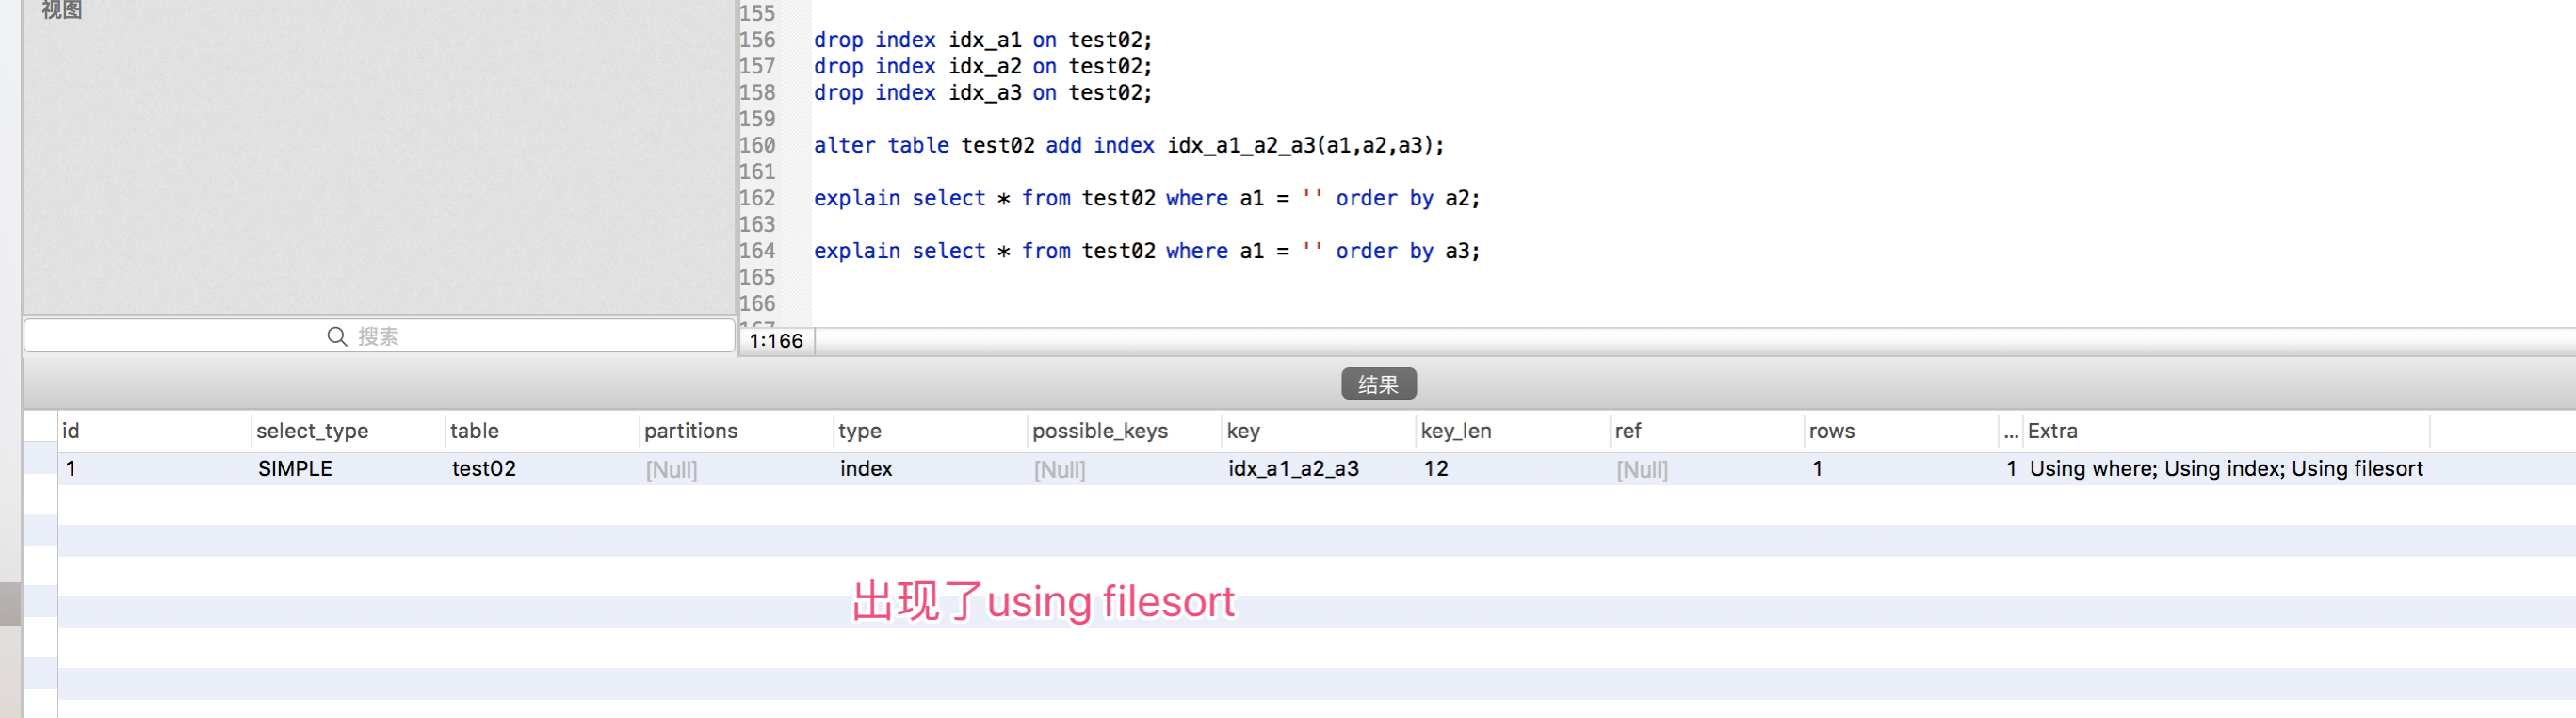 视图
155
156 drop index idx_a1 on test02;
157 drop index idx_a2 on test02;
158 drop index idx_a3 on test02;
159
160 alter table test02 add index idx_a1_a2_a3(a1,a2,a3);
161
162 explain select * from test02 where a1 = '' order by a2;
163
164 explain select * from test02 where a1 = '' order by a3;
165
166
167
搜索
1:166
结果
id select_type table partitions type possible_keys key key_len ref rows ... Extra
1 SIMPLE test02 [Null] index [Null] idx_a1_a2_a3 12 [Null] 1 1 Using where; Using index; Using filesort
出现了using filesort